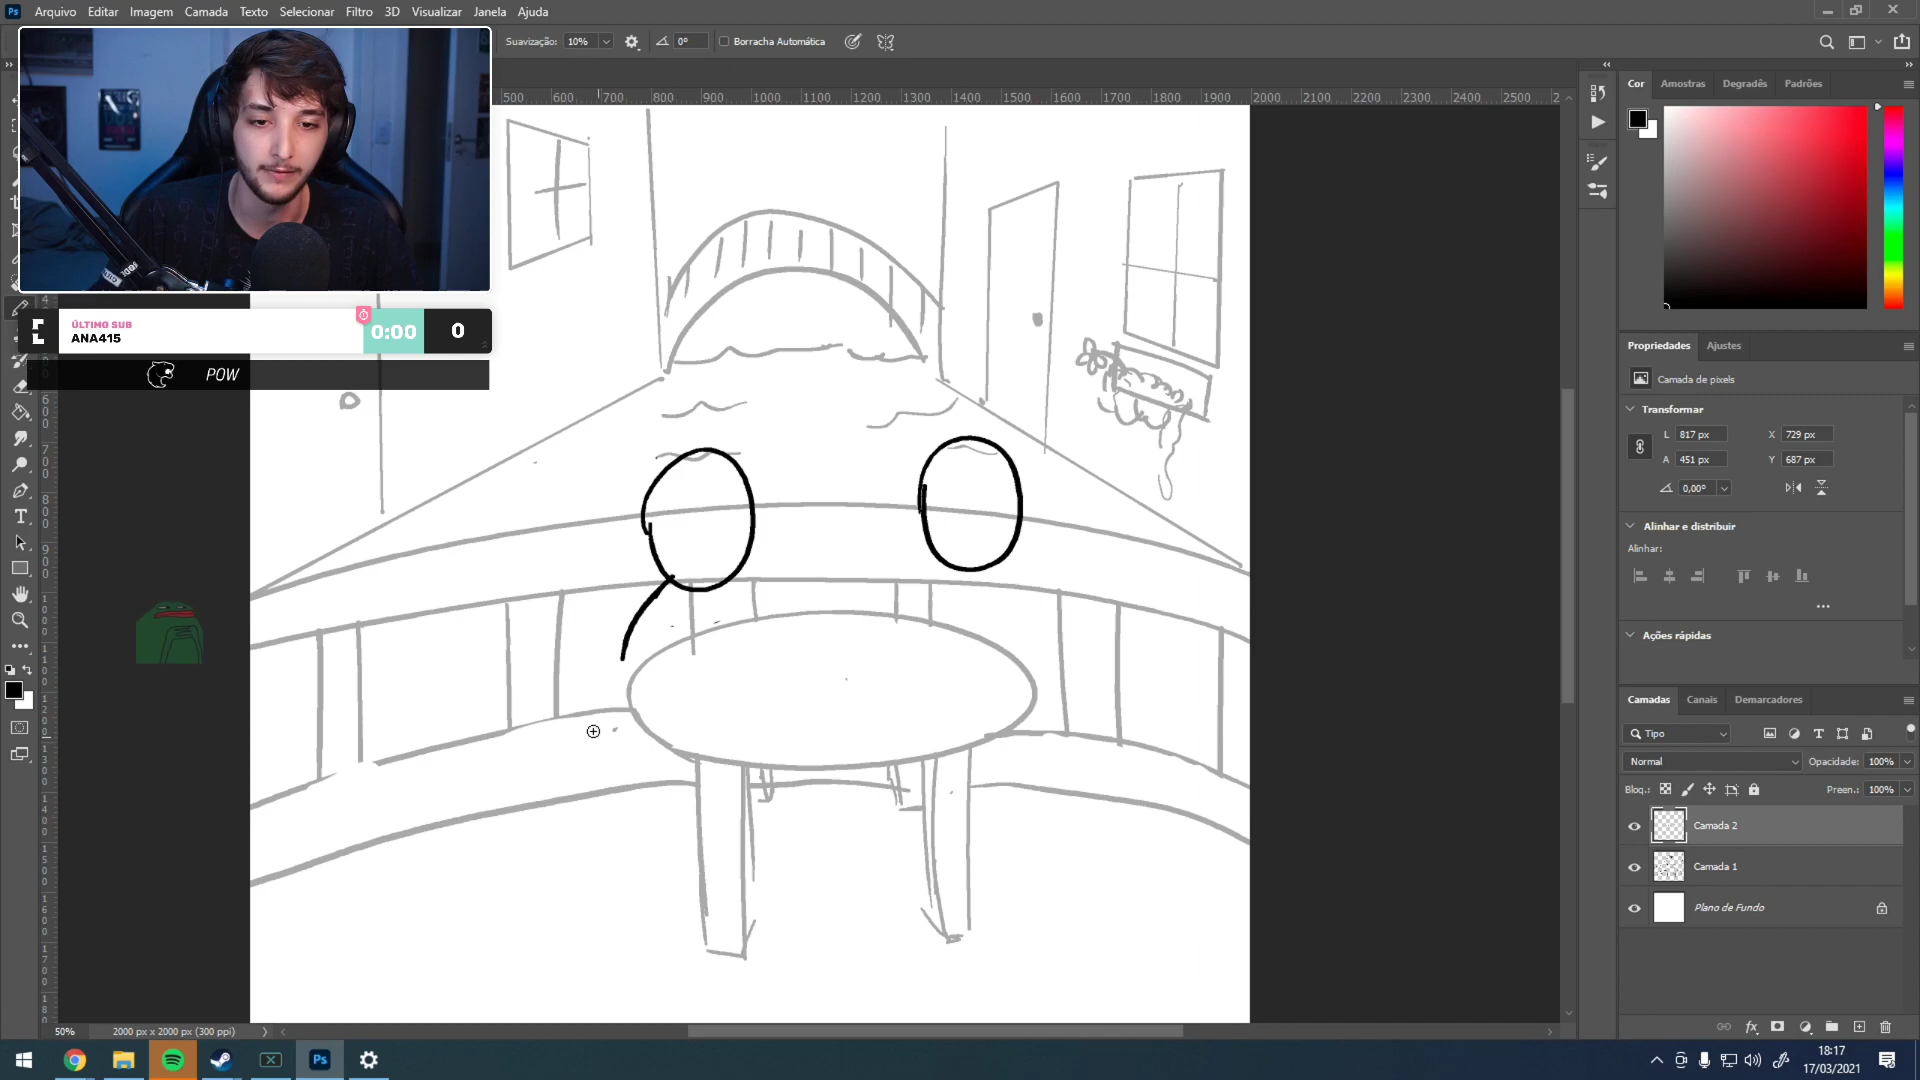 Ps Arquivo Editar Imagem Camada Texto Selecionar Filtro 3D Visualizar Janela Ajuda
Suavização: 10% 0° Borracha Automática
500 600 700 800 900 1000 1100 1200 1300 1400 1500 1600 1700 1800 1900 2000 2100 2200 2300 2400 2500 2
ÚLTIMO SUB
ANA415
0:00
0
POW
Cor Amostras Degradês Padrões
Propriedades Ajustes
Camada de pixels
Transformar
L 817 px X 729 px
A 451 px Y 687 px
0,00°
Alinhar e distribuir
Alinhar:
Ações rápidas
Camadas Canais Demarcadores
Tipo
Normal Opacidade: 100%
Bloq.: Preen.: 100%
Camada 2
Camada 1
Plano de Fundo
fx
50% 2000 px x 2000 px (300 ppi)
Ps
18:17
17/03/2021